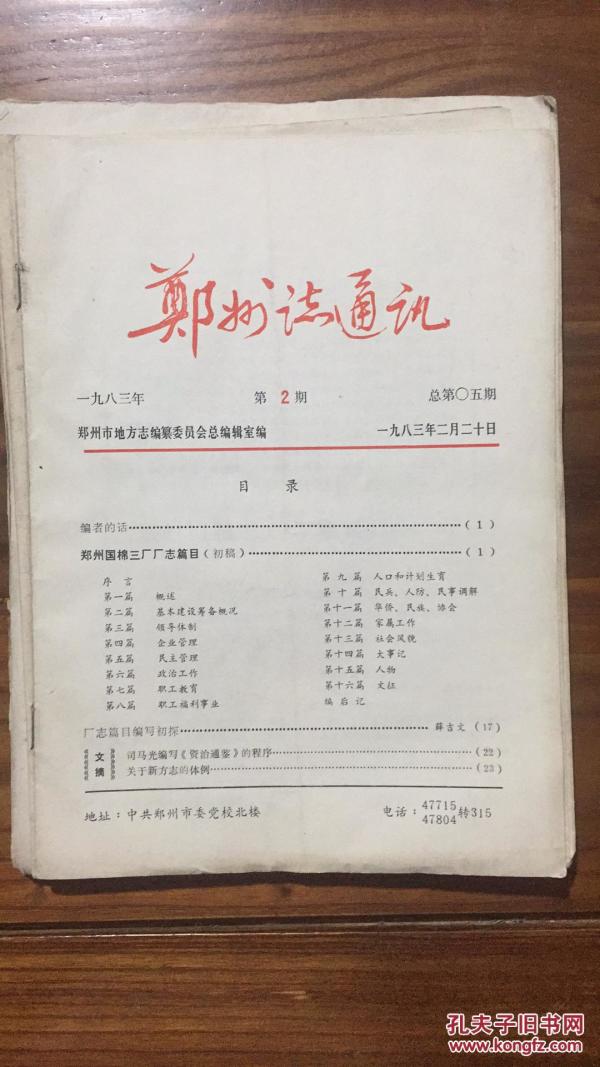 鄭州志通讯
一九八三年 第2期 总第〇五期
郑州市地方志编纂委员会总编辑室编 一九八三年二月二十日
目 录
编者的话……(1)
郑州国棉三厂厂志篇目(初稿)……(1)
序 言
第一篇 概述
第二篇 基本建设筹备概况
第三篇 领导体制
第四篇 企业管理
第五篇 民主管理
第六篇 政治工作
第七篇 职工教育
第八篇 职工福利事业
第九篇 人口和计划生育
第十篇 民兵、人防、民事调解
第十一篇 华侨、民族、协会
第十二篇 家属工作
第十三篇 社会风貌
第十四篇 大事记
第十五篇 人物
第十六篇 文征
编后记
厂志篇目编写初探……薛吉文(17)
文摘
司马光编写《资治通鉴》的程序……(22)
关于新方志的体例……(23)
地址:中共郑州市委党校北楼 电话:47715 47804转315
孔夫子旧书网
www.kongfz.com